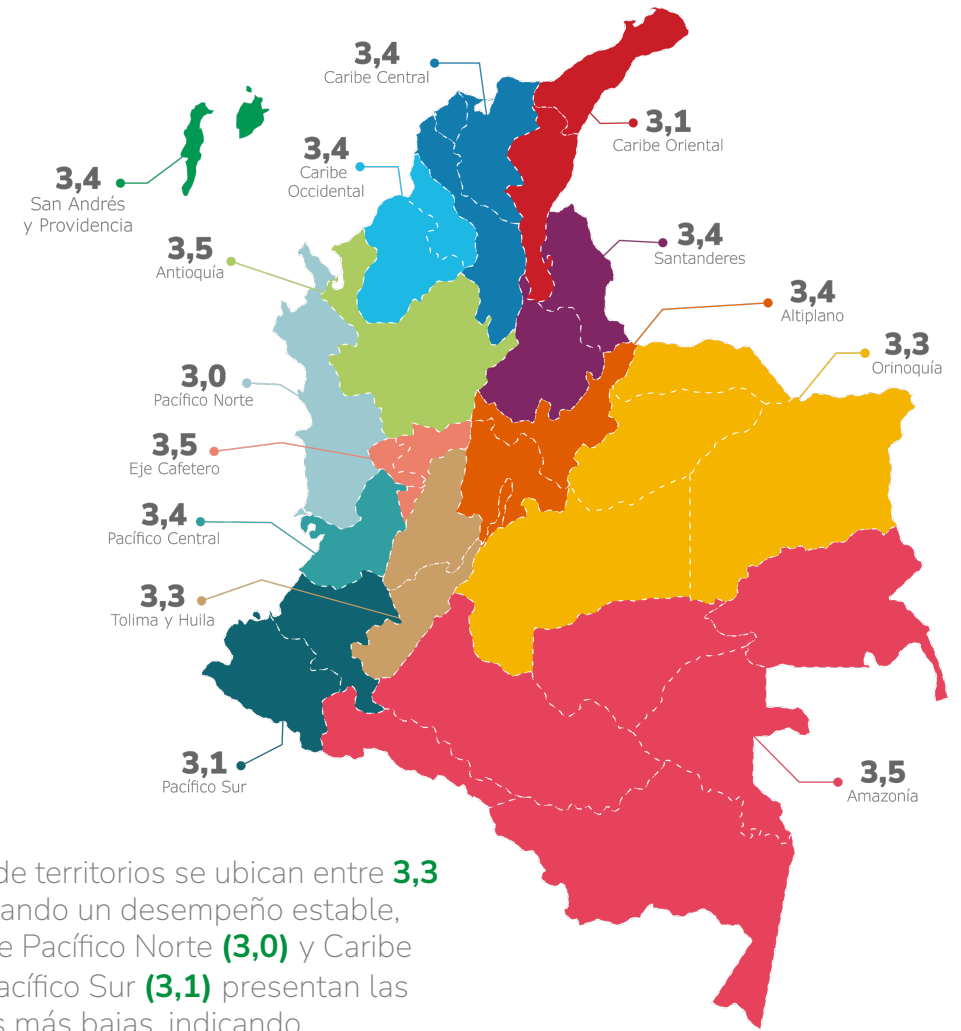 3,4
Caribe Central
3,1
Caribe Oriental
3,4
Caribe
Occidental
3,4
San Andrés
y Providencia
3,4
Santanderes
3,5
Antioquía
3,4
Altiplano
3,3
Orinoquía
3,0
Pacífico Norte
3,5
Eje Cafetero
3,4
Pacífico Central
3,3
Tolima y Huila
3,1
Pacífico Sur
3,5
Amazonía
de territorios se ubican entre 3,3
ando un desempeño estable,
e Pacífico Norte (3,0) y Caribe
acífico Sur (3,1) presentan las
s más bajas, indicando